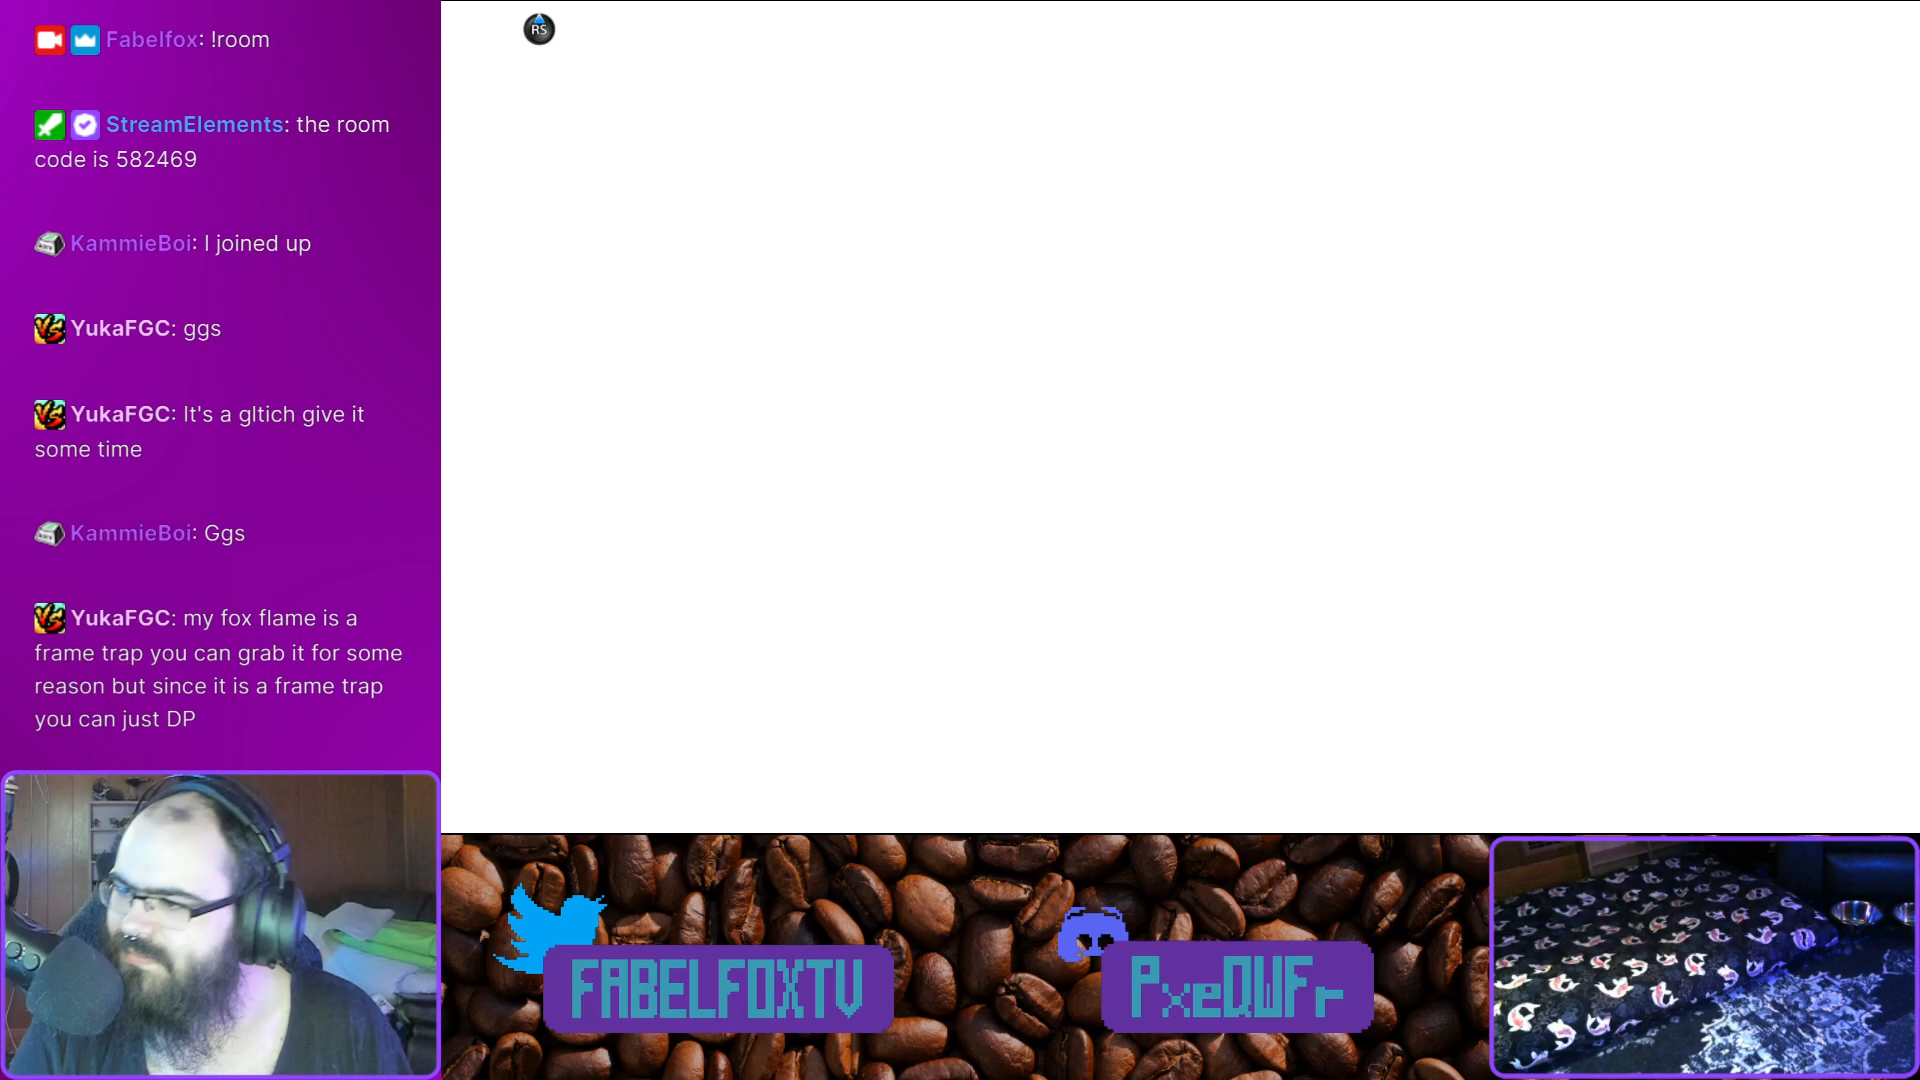 Fabelfox: !room
StreamElements: the room
code is 582469
KammieBoi: I joined up
YukaFGC: ggs
YukaFGC: It's a gltich give it
some time
KammieBoi: Ggs
YukaFGC: my fox flame is a
frame trap you can grab it for some
reason but since it is a frame trap
you can just DP
RS
FABELFOXTV
PxeQWFr